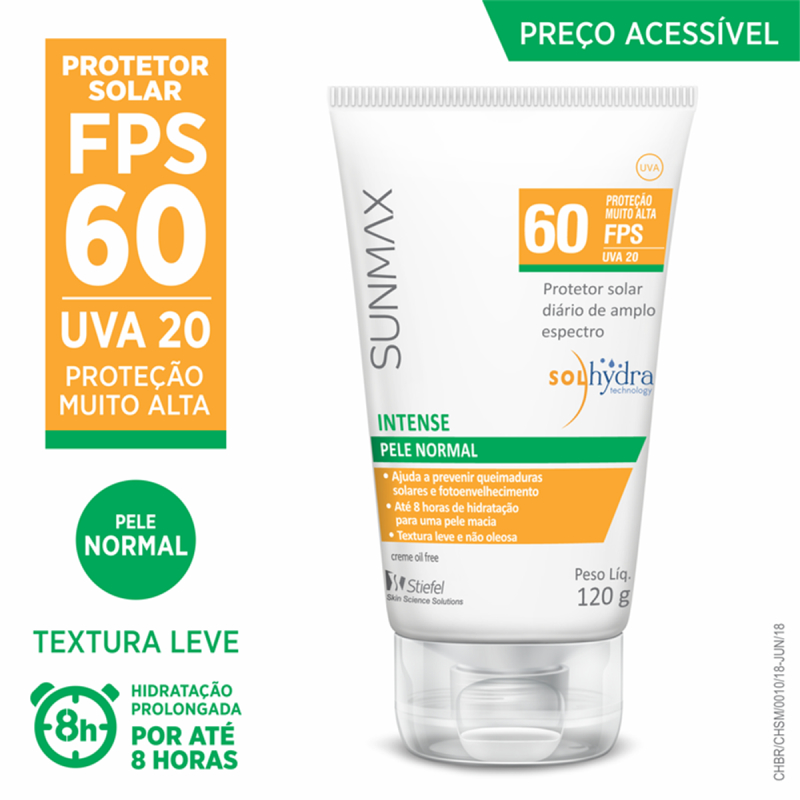 PREÇO ACESSÍVEL
PROTETOR
SOLAR
FPS
60
UVA 20
PROTEÇÃO
MUITO ALTA
PELE
NORMAL
TEXTURA LEVE
8h
HIDRATAÇÃO
PROLONGADA
POR ATÉ
8 HORAS
SUNMAX
UVA
60
PROTEÇÃO
MUITO ALTA
FPS
UVA 20
Protetor solar
diário de amplo
espectro
SOLhydra
technology
INTENSE
PELE NORMAL
• Ajuda a prevenir queimaduras
solares e fotoenvelhecimento
• Até 8 horas de hidratação
para uma pele macia
• Textura leve e não oleosa
creme oil free
Stiefel
Skin Science Solutions
Peso Líq.
120 g
CHBR/CHSM/0010/18-JUN/18